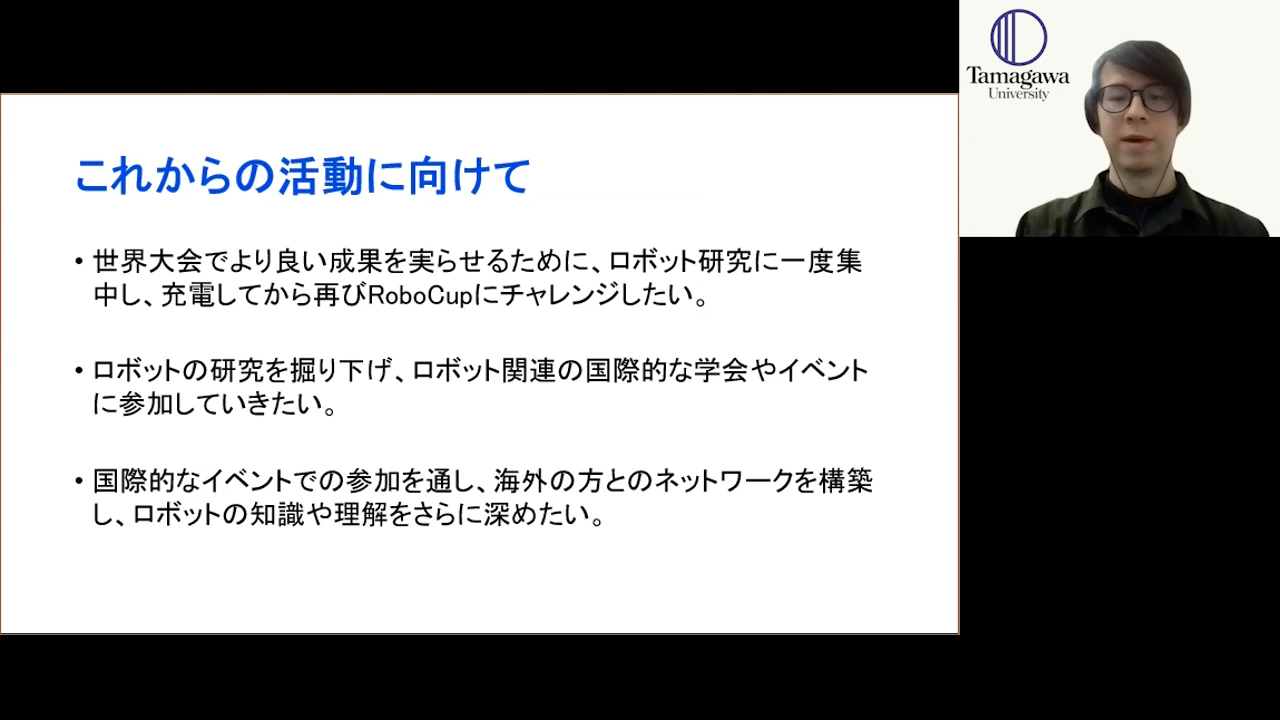 これからの活動に向けて
• 世界大会でより良い成果を実らせるために、ロボット研究に一度集
中し、充電してから再びRoboCupにチャレンジしたい。
• ロボットの研究を掘り下げ、ロボット関連の国際的な学会やイベント
に参加していきたい。
• 国際的なイベントでの参加を通し、海外の方とのネットワークを構築
し、ロボットの知識や理解をさらに深めたい。
Tamagawa
University